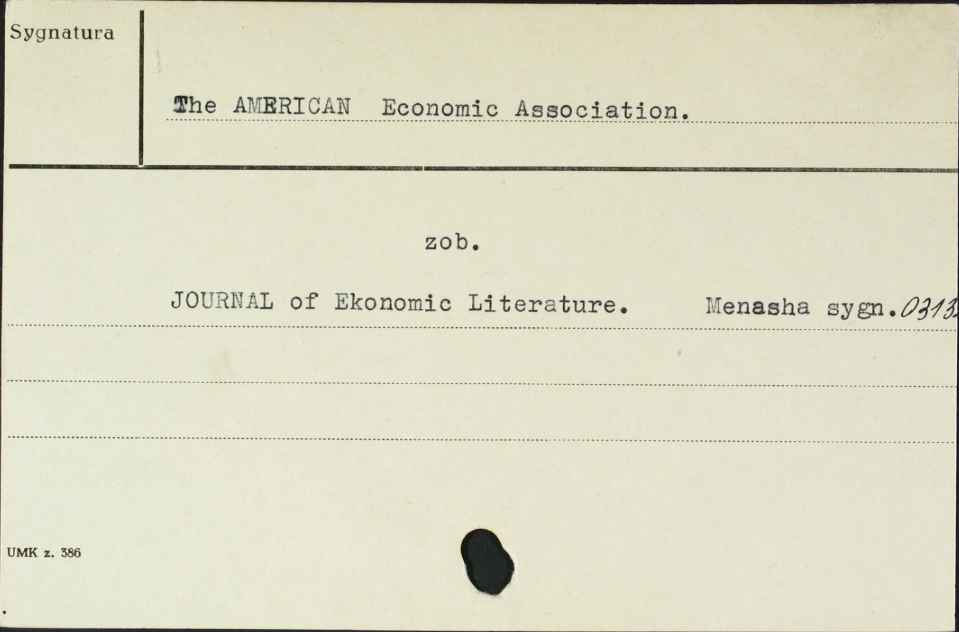 Sygnatura
The AMERICAN Economic Association.
zob.
JOURNAL of Ekonomic Literature. Menasha sygn.
UMK z. 386